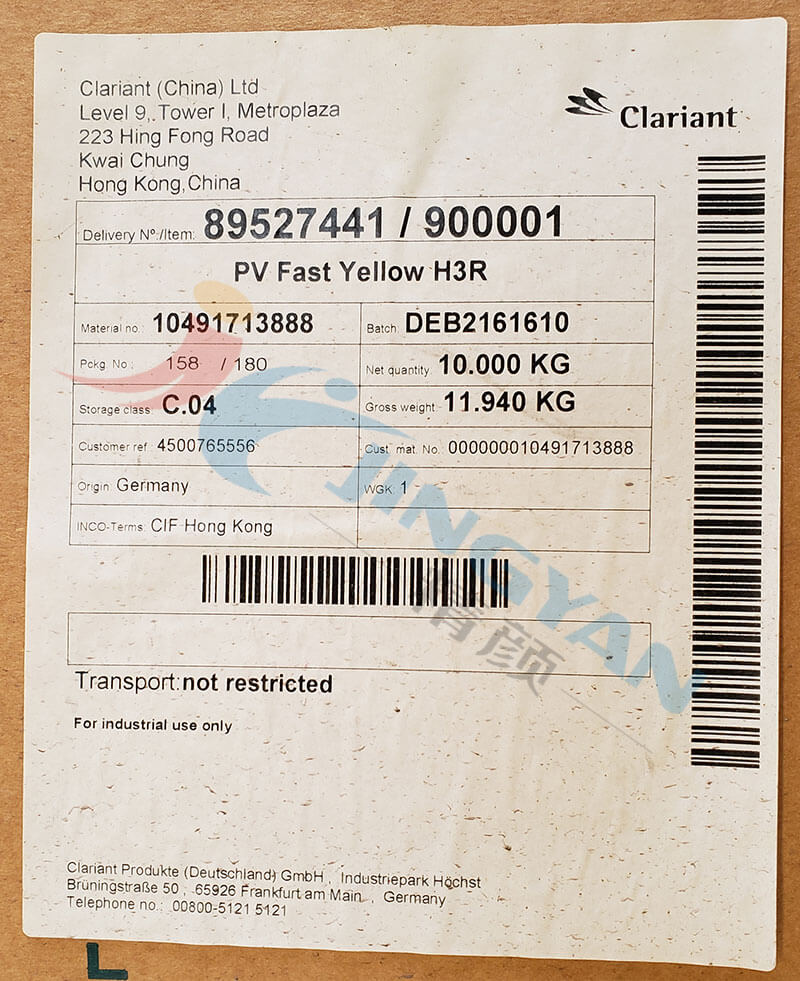 Clariant (China) Ltd
Level 9, Tower I, Metroplaza
223 Hing Fong Road
Kwai Chung
Hong Kong, China
Clariant
Delivery Nº./Item: 89527441 / 900001
PV Fast Yellow H3R
Material no.: 10491713888
Batch: DEB2161610
Pckg. No.: 158 / 180
Net quantity: 10.000 KG
Storage class: C.04
Gross weight: 11.940 KG
Customer ref: 4500765556
Cust. mat. No.: 000000010491713888
Origin: Germany
WGK: 1
INCO-Terms: CIF Hong Kong
JINGYAN
精颜
Transport: not restricted
For industrial use only
Clariant Produkte (Deutschland) GmbH , Industriepark Höchst
Brüningstraße 50 , 65926 Frankfurt am Main , Germany
Telephone no.: 00800-5121 5121